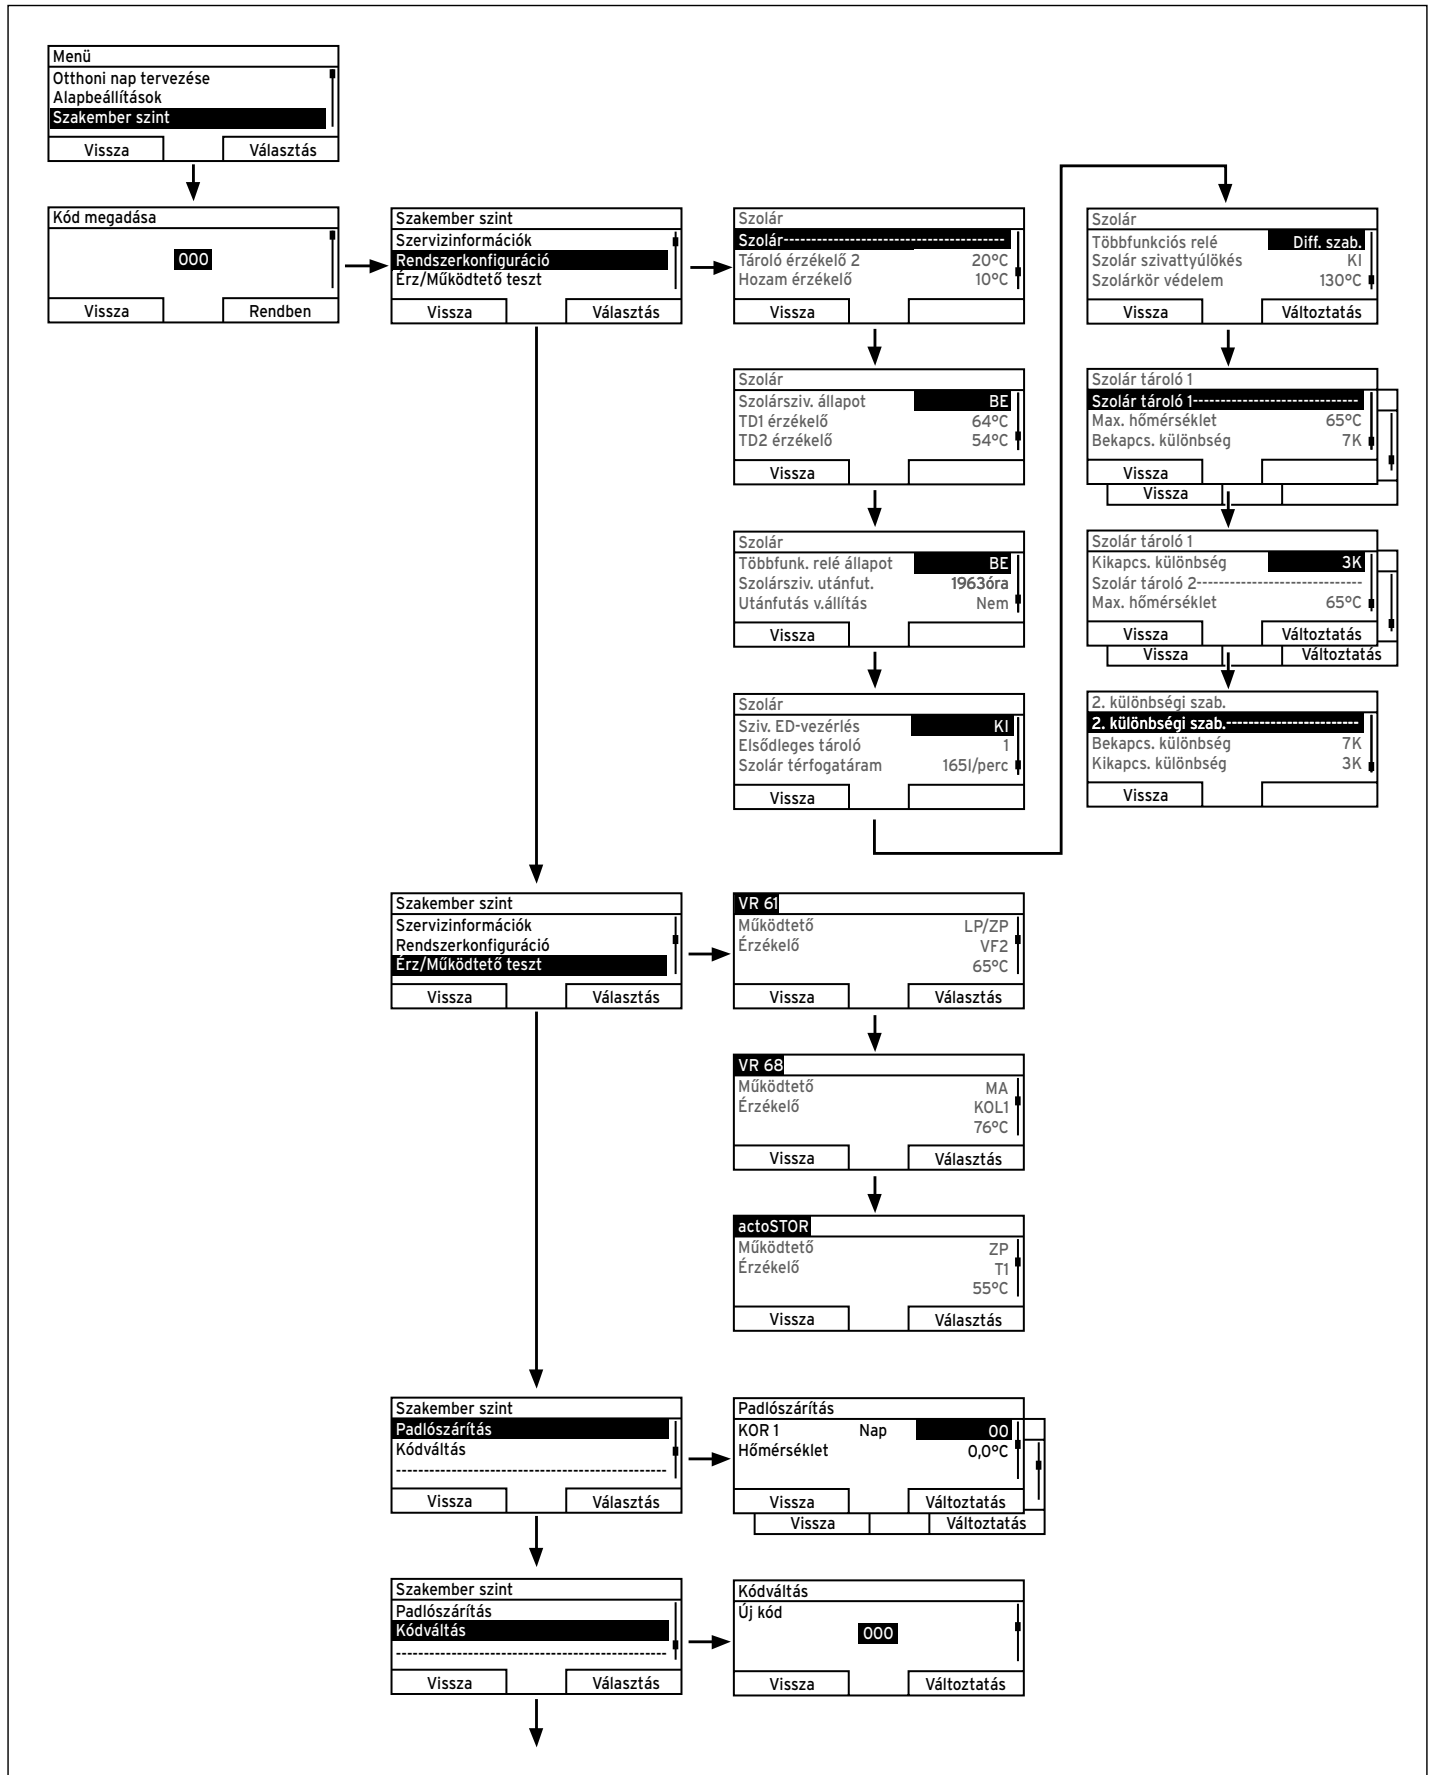 Menü
Otthoni nap tervezése
Alapbeállítások
Szakember szint
Vissza Választás
Kód megadása
000
Vissza Rendben
Szakember szint
Szervizinformációk
Rendszerkonfiguráció
Érz/Működtető teszt
Vissza Választás
Szolár
Szolár----------------------------------------
Tároló érzékelő 2 20°C
Hozam érzékelő 10°C
Vissza
Szolár
Szolársziv. állapot BE
TD1 érzékelő 64°C
TD2 érzékelő 54°C
Vissza
Szolár
Többfunk. relé állapot BE
Szolársziv. utánfut. 1963óra
Utánfutás v.állítás Nem
Vissza
Szolár
Sziv. ED-vezérlés KI
Elsődleges tároló 1
Szolár térfogatáram 165l/perc
Vissza
Szolár
Többfunkciós relé Diff. szab.
Szolár szivattyúlökés KI
Szolárkör védelem 130°C
Vissza Változtatás
Szolár tároló 1
Szolár tároló 1------------------------------
Max. hőmérséklet 65°C
Bekapcs. különbség 7K
Vissza
Vissza
Szolár tároló 1
Kikapcs. különbség 3K
Szolár tároló 2------------------------------
Max. hőmérséklet 65°C
Vissza Változtatás
Vissza Változtatás
2. különbségi szab.
2. különbségi szab.------------------------
Bekapcs. különbség 7K
Kikapcs. különbség 3K
Vissza
Szakember szint
Szervizinformációk
Rendszerkonfiguráció
Érz/Működtető teszt
Vissza Választás
VR 61
Működtető LP/ZP
Érzékelő VF2
65°C
Vissza Választás
VR 68
Működtető MA
Érzékelő KOL1
76°C
Vissza Választás
actoSTOR
Működtető ZP
Érzékelő T1
55°C
Vissza Választás
Szakember szint
Padlószárítás
Kódváltás
------------------------------------------------
Vissza Választás
Padlószárítás
KOR 1 Nap 00
Hőmérséklet 0,0°C
Vissza Változtatás
Vissza Változtatás
Szakember szint
Padlószárítás
Kódváltás
------------------------------------------------
Vissza Választás
Kódváltás
Új kód
000
Vissza Változtatás